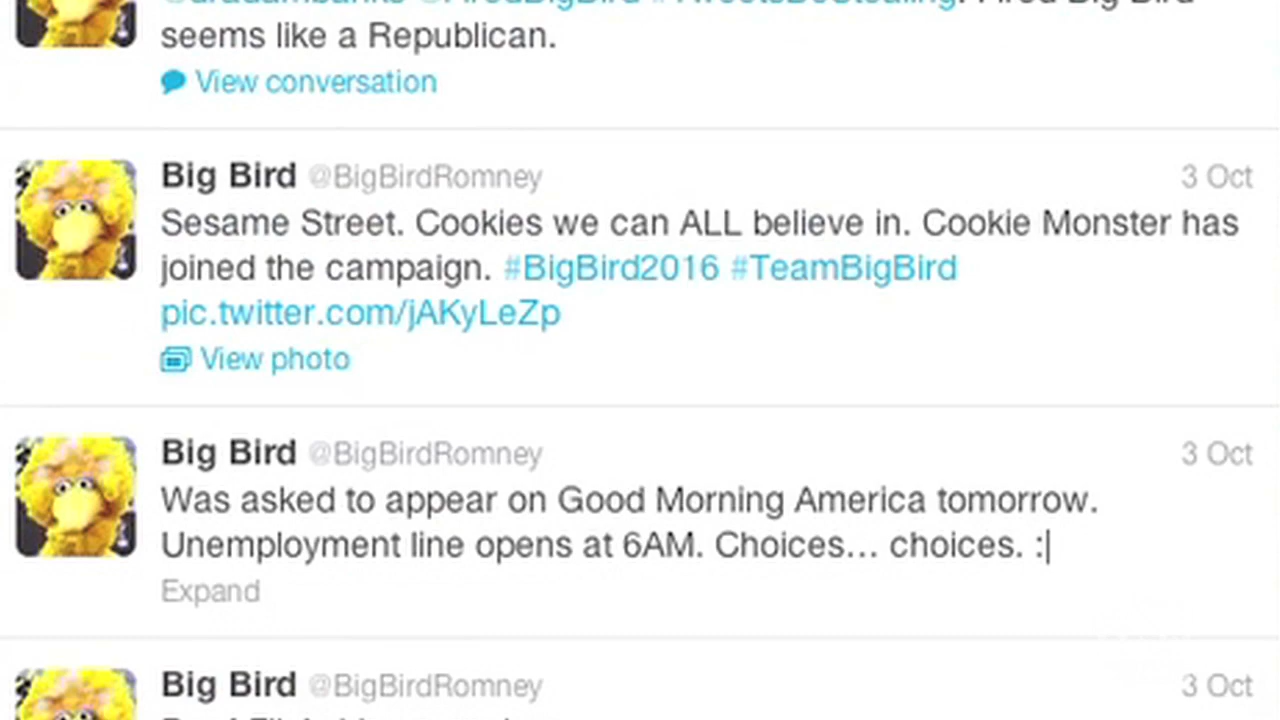 seems like a Republican.
View conversation
Big Bird @BigBirdRomney 3 Oct
Sesame Street. Cookies we can ALL believe in. Cookie Monster has
joined the campaign. #BigBird2016 #TeamBigBird
pic.twitter.com/jAKyLeZp
View photo
Big Bird @BigBirdRomney 3 Oct
Was asked to appear on Good Morning America tomorrow.
Unemployment line opens at 6AM. Choices... choices. :|
Expand
Big Bird @BigBirdRomney 3 Oct